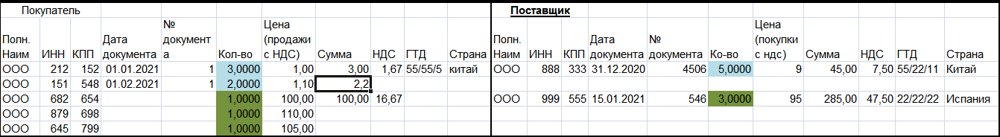 Покупатель Поставщик
Полн. Наим ИНН КПП Дата документа № документа Кол-во Цена (продажи с НДС) Сумма НДС ГТД Страна Полн. Наим ИНН КПП Дата документа № документа Ко-во Цена (покупки с ндс) Сумма НДС ГТД Страна
ООО 212 152 01.01.2021 1 3,0000 1,00 3,00 1,67 55/55/5 китай ООО 888 333 31.12.2020 4506 5,0000 9 45,00 7,50 55/22/11 Китай
ООО 151 548 01.02.2021 1 2,0000 1,10 2,2
ООО 682 654 1,0000 100,00 100,00 16,67 ООО 999 555 15.01.2021 546 3,0000 95 285,00 47,50 22/22/22 Испания
ООО 879 698 1,0000 110,00
ООО 645 799 1,0000 105,00